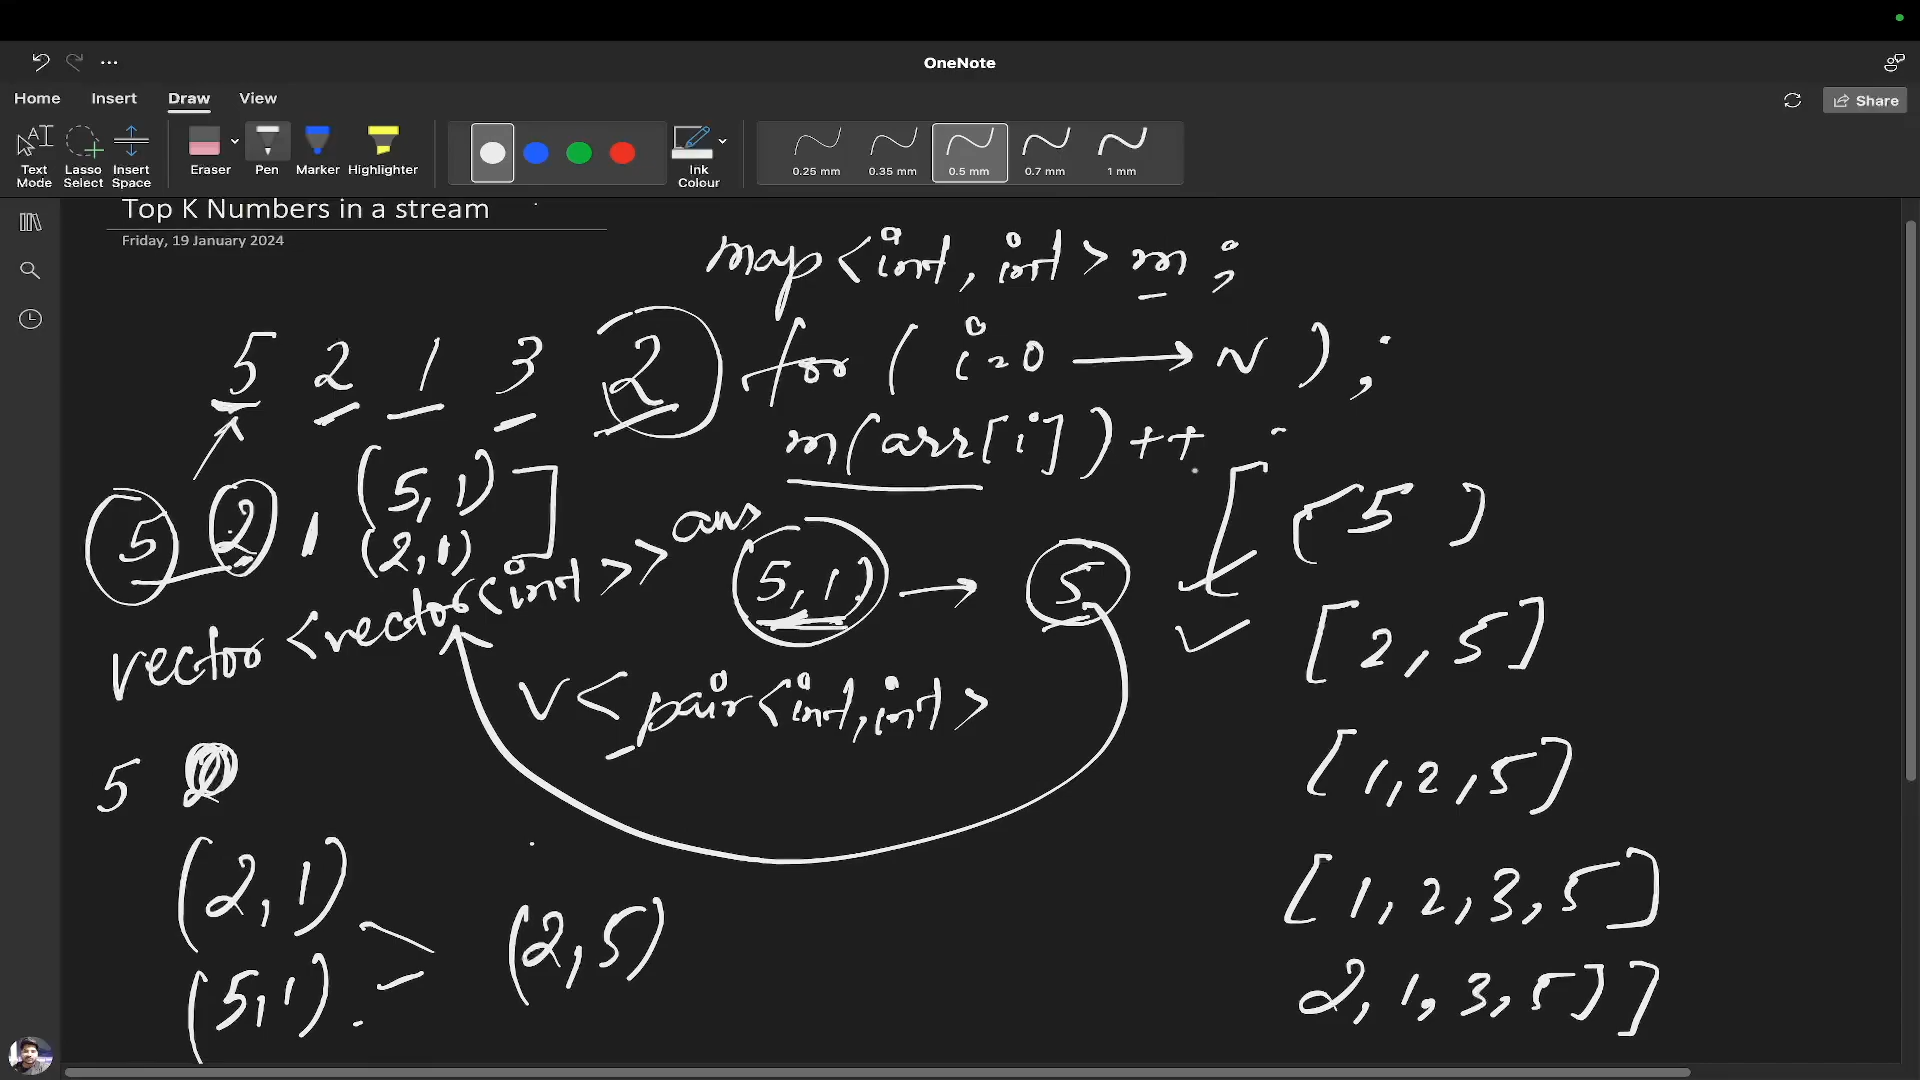 OneNote
Home Insert Draw View
Share
Text Mode
Lasso Select
Insert Space
Eraser
Pen
Marker
Highlighter
Ink Colour
0.25 mm
0.35 mm
0.5 mm
0.7 mm
1 mm
Top K Numbers in a stream
Friday, 19 January 2024
map<int, int> m ;
5 2 1 3 2
for ( i=0 → N ) ;
m(arr[i])++
5 2 ,
(5, 1)
(2, 1) ]
vector <vector<int>> ans
(5, 1) → 5
V< pair<int, int>
5
(2, 1)
(5, 1)
(2, 5)
[ [5 ]
[ 2, 5]
[ 1, 2, 5]
[ 1, 2, 3, 5]
2, 1, 3, 5] ]